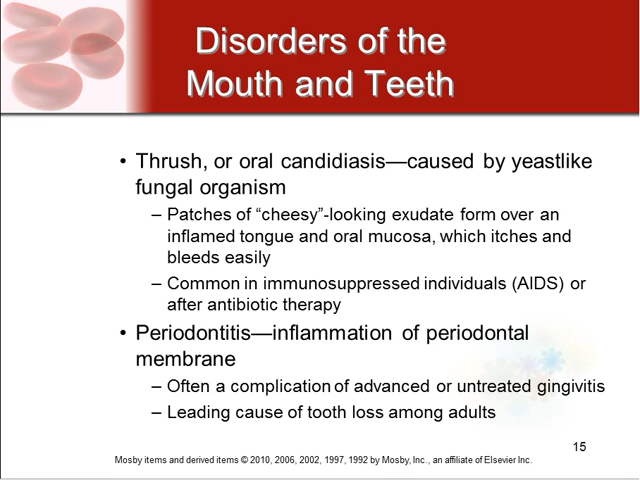 Disorders of the
Mouth and Teeth
• Thrush, or oral candidiasis—caused by yeastlike
fungal organism
– Patches of “cheesy”-looking exudate form over an
inflamed tongue and oral mucosa, which itches and
bleeds easily
– Common in immunosuppressed individuals (AIDS) or
after antibiotic therapy
• Periodontitis—inflammation of periodontal
membrane
– Often a complication of advanced or untreated gingivitis
– Leading cause of tooth loss among adults
15
Mosby items and derived items © 2010, 2006, 2002, 1997, 1992 by Mosby, Inc., an affiliate of Elsevier Inc.